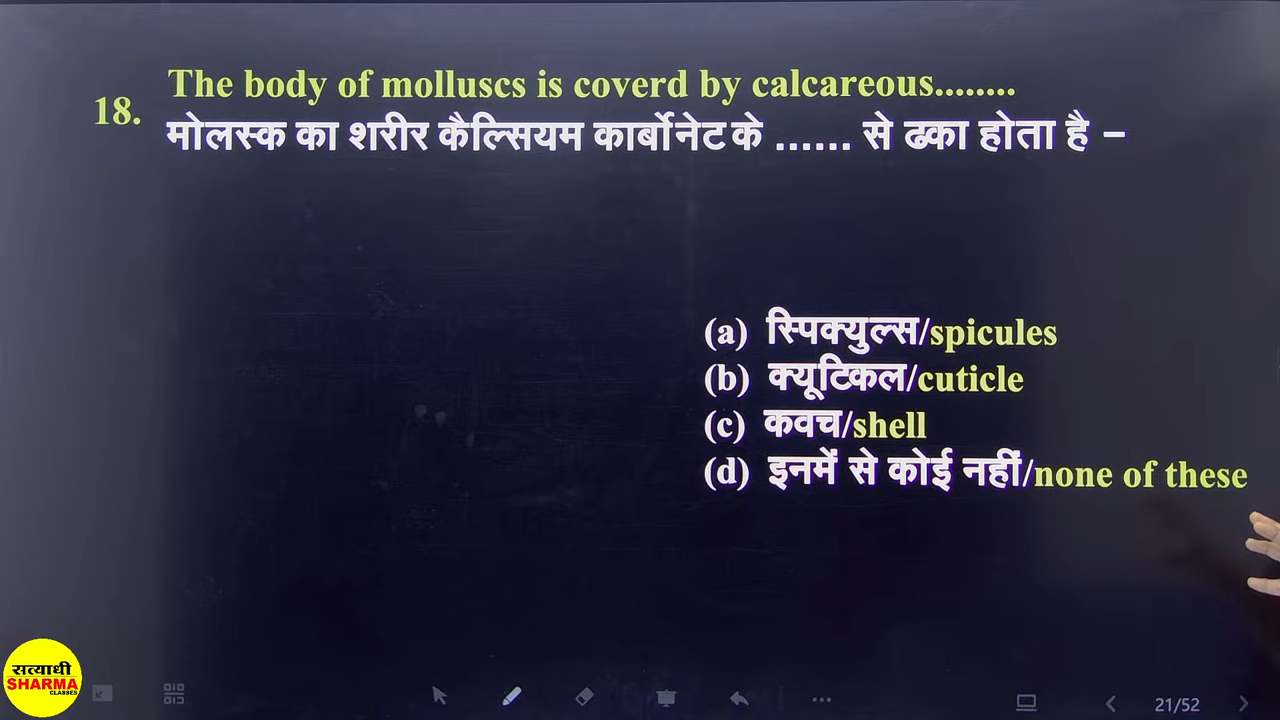 The body of molluscs is coverd by calcareous........
18.
मोलस्क का शरीर कैल्सियम कार्बोनेट के ...... से ढका होता है –
(a) स्पिक्युल्स/spicules
(b) क्यूटिकल/cuticle
(c) कवच/shell
(d) इनमें से कोई नहीं/none of these
सत्याधी
SHARMA
CLASSES
21/52